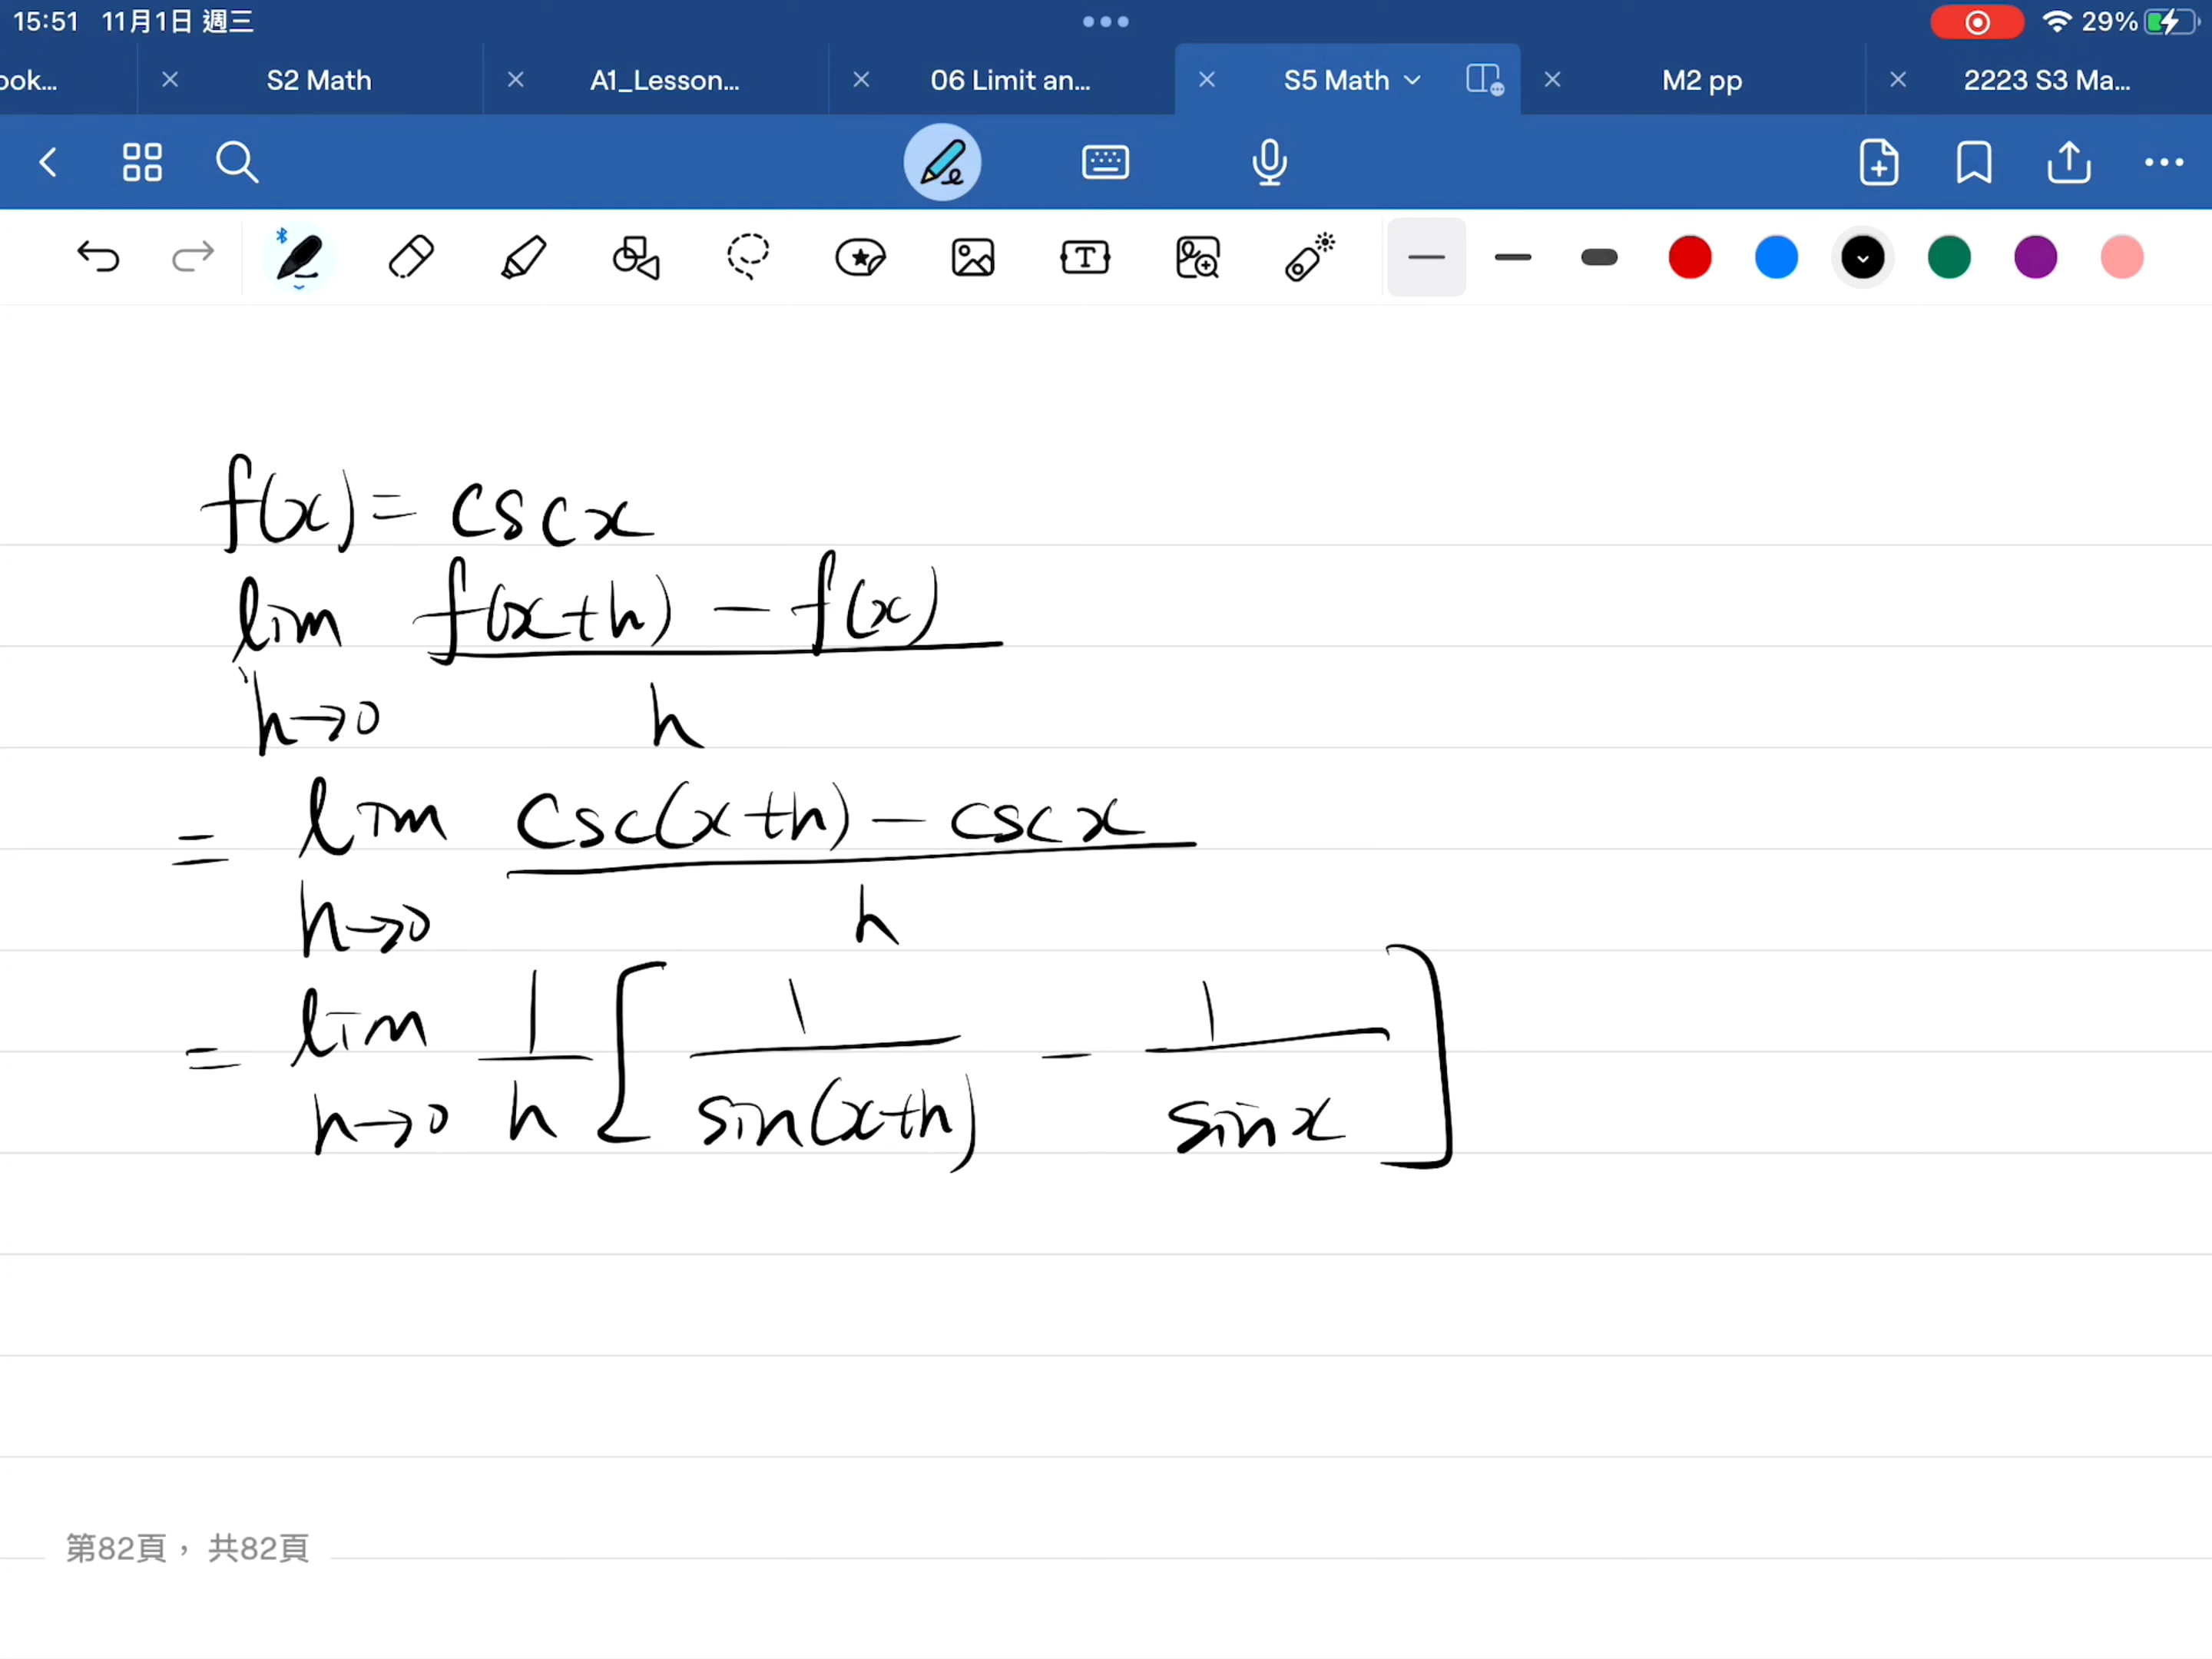 15:51 11月1日 週三 29%
ook... S2 Math A1_Lesson... 06 Limit an... S5 Math M2 pp 2223 S3 Ma...
f(x) = csc x
lim f(x+h) - f(x)
h→0 h
= lim csc(x+h) - csc x
h→0 h
= lim 1 [ 1 - 1 ]
h→0 h sin(x+h) sin x
第82頁， 共82頁